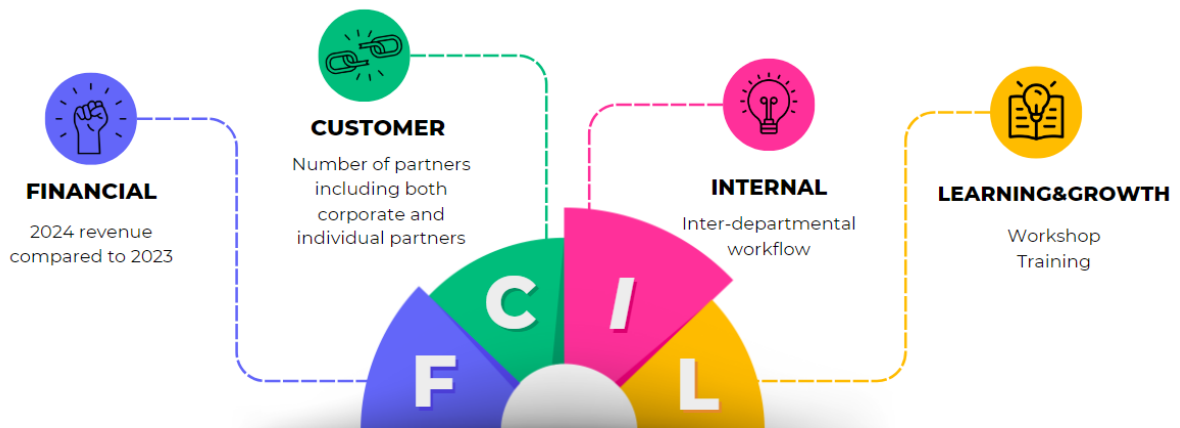 FINANCIAL
2024 revenue
compared to 2023
CUSTOMER
Number of partners
including both
corporate and
individual partners
INTERNAL
Inter-departmental
workflow
LEARNING&GROWTH
Workshop
Training
F
C
I
L